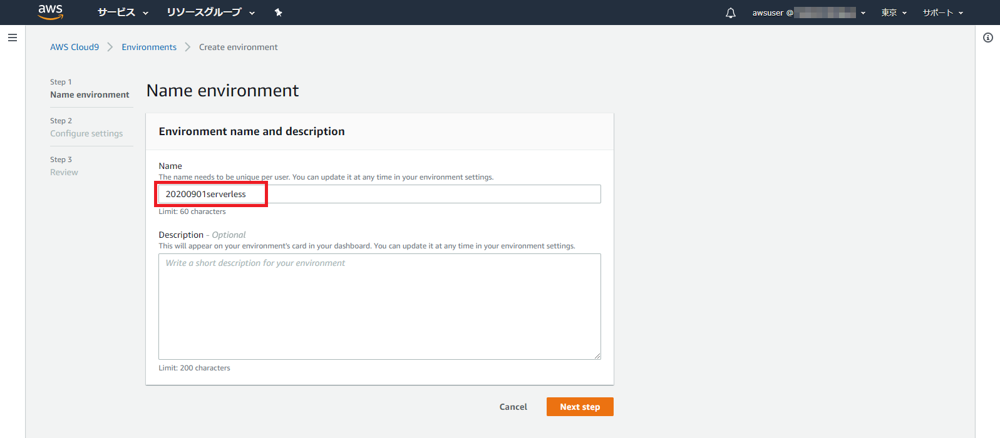 aws サービス リソースグループ awsuser @ 東京 サポート
AWS Cloud9 Environments Create environment
Step 1
Name environment
Step 2
Configure settings
Step 3
Review
Name environment
Environment name and description
Name
The name needs to be unique per user. You can update it at any time in your environment settings.
20200901serverless
Limit: 60 characters
Description - Optional
This will appear on your environment's card in your dashboard. You can update it at any time in your environment settings.
Write a short description for your environment
Limit: 200 characters
Cancel Next step